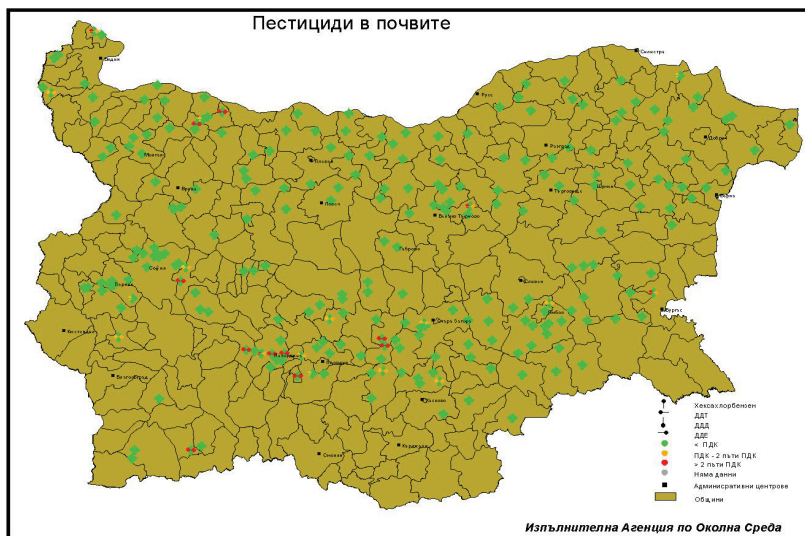 Пестициди в почвите
Силистра
Видин
Русе
Добрич
Разград
Монтана
Плевен
Враца
Шумен
Търговище
Варна
Ловеч
Велико Търново
Габрово
София
Сливен
Перник
Ямбол
Бургас
Стара Загора
Кюстендил
Пловдив
Благоевград
Хасково
Кърджали
Смолян
Хексахлорбензен
ДДТ
ДДД
ДДЕ
< ПДК
ПДК - 2 пъти ПДК
> 2 пъти ПДК
Няма данни
Административни центрове
Общини
Изпълнителна Агенция по Околна Среда